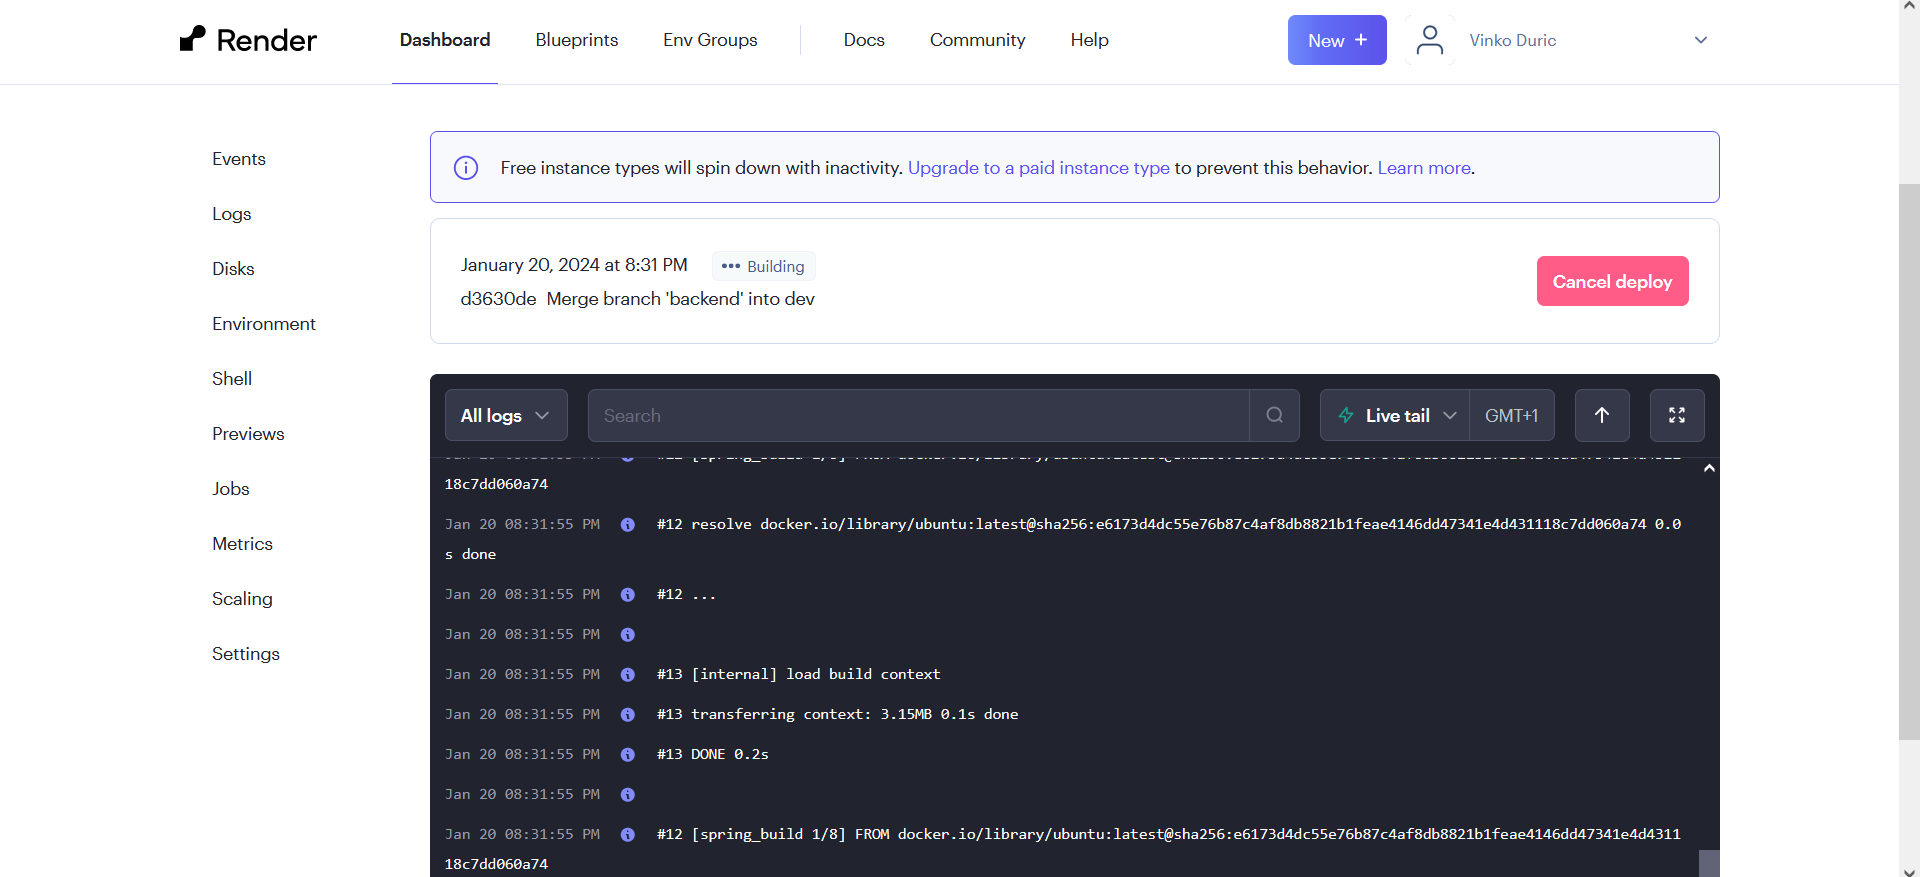 Render
Dashboard
Blueprints
Env Groups
Docs
Community
Help
New +
Vinko Duric
Events
Logs
Disks
Environment
Shell
Previews
Jobs
Metrics
Scaling
Settings
Free instance types will spin down with inactivity. Upgrade to a paid instance type to prevent this behavior. Learn more.
January 20, 2024 at 8:31 PM
••• Building
d3630de Merge branch 'backend' into dev
Cancel deploy
All logs
Search
Live tail
GMT+1
18c7dd060a74
Jan 20 08:31:55 PM #12 resolve docker.io/library/ubuntu:latest@sha256:e6173d4dc55e76b87c4af8db8821b1feae4146dd47341e4d431118c7dd060a74 0.0
s done
Jan 20 08:31:55 PM #12 ...
Jan 20 08:31:55 PM
Jan 20 08:31:55 PM #13 [internal] load build context
Jan 20 08:31:55 PM #13 transferring context: 3.15MB 0.1s done
Jan 20 08:31:55 PM #13 DONE 0.2s
Jan 20 08:31:55 PM
Jan 20 08:31:55 PM #12 [spring_build 1/8] FROM docker.io/library/ubuntu:latest@sha256:e6173d4dc55e76b87c4af8db8821b1feae4146dd47341e4d4311
18c7dd060a74